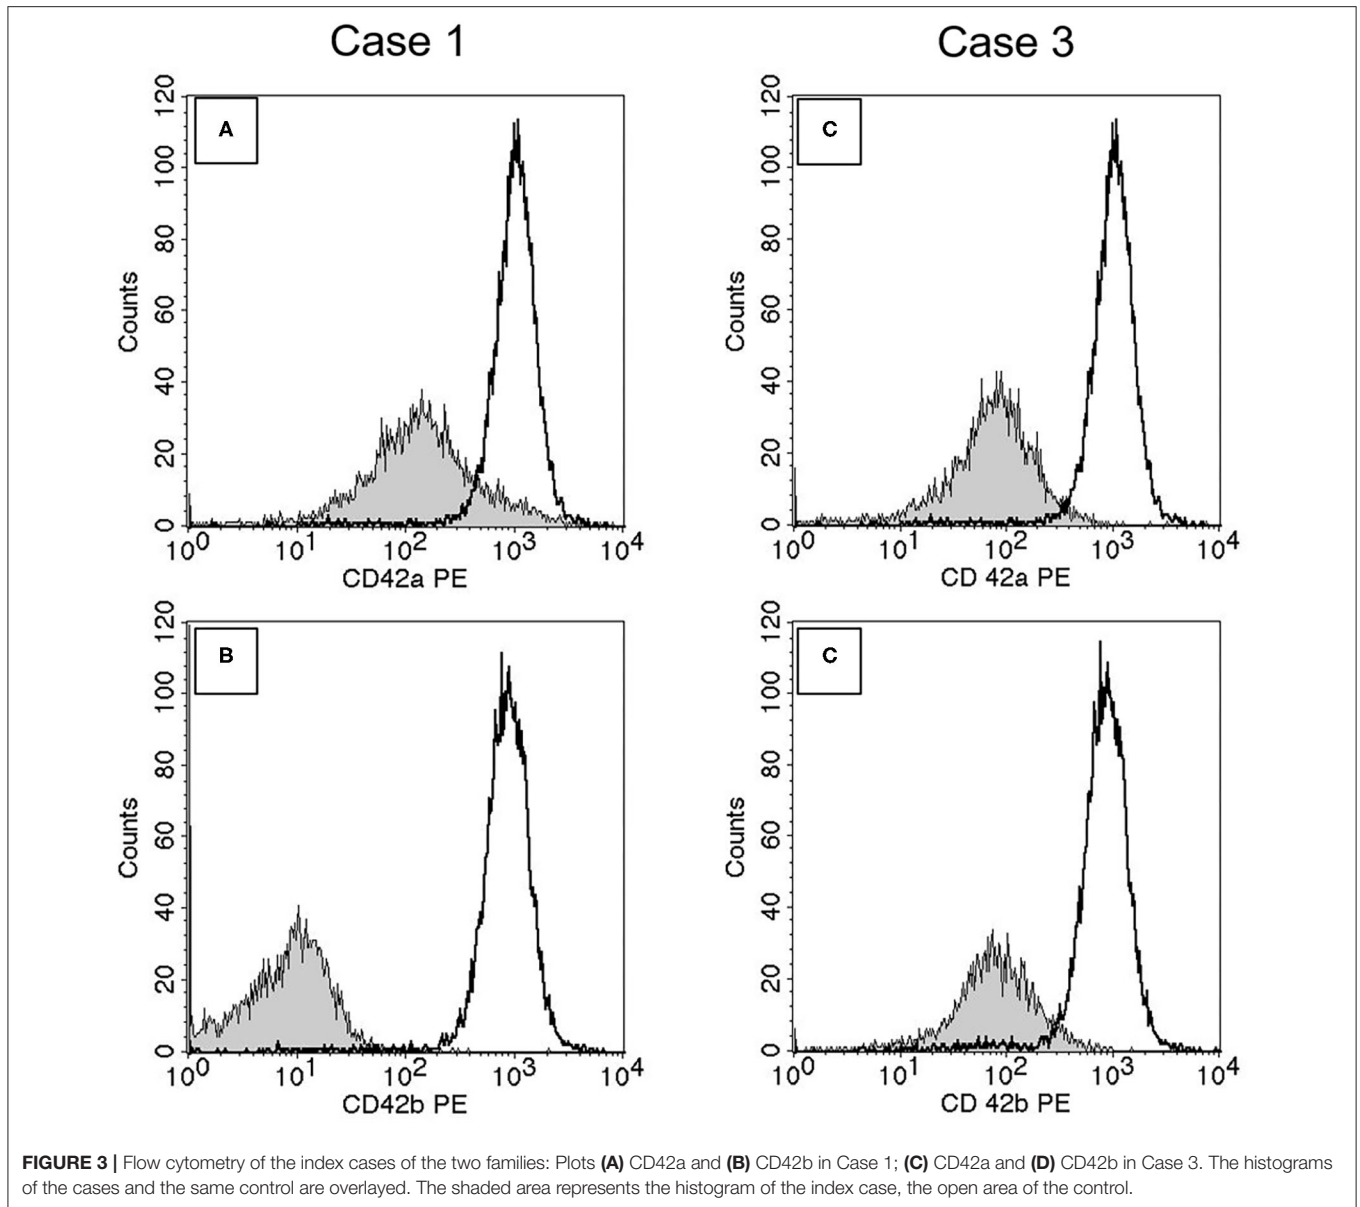 Case 1
Case 3
A
120
100
80
60
40
20
0
Counts
10^0 10^1 10^2 10^3 10^4
CD42a PE
C
120
100
80
60
40
20
0
Counts
10^0 10^1 10^2 10^3 10^4
CD 42a PE
B
120
100
80
60
40
20
0
Counts
10^0 10^1 10^2 10^3 10^4
CD42b PE
C
120
100
80
60
40
20
0
Counts
10^0 10^1 10^2 10^3 10^4
CD 42b PE
FIGURE 3 | Flow cytometry of the index cases of the two families: Plots (A) CD42a and (B) CD42b in Case 1; (C) CD42a and (D) CD42b in Case 3. The histograms
of the cases and the same control are overlayed. The shaded area represents the histogram of the index case, the open area of the control.